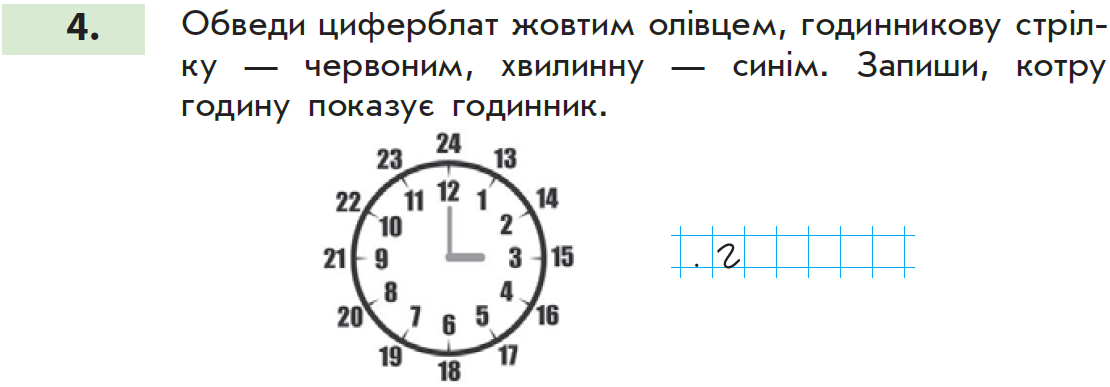 4. Обведи циферблат жовтим олівцем, годинникову стріл-
ку — червоним, хвилинну — синім. Запиши, котру
годину показує годинник.
24
23 13
12
11 1
22 14
10 2
21 9 3 15
8 4
20 16
7 5
6
19 17
18
. г